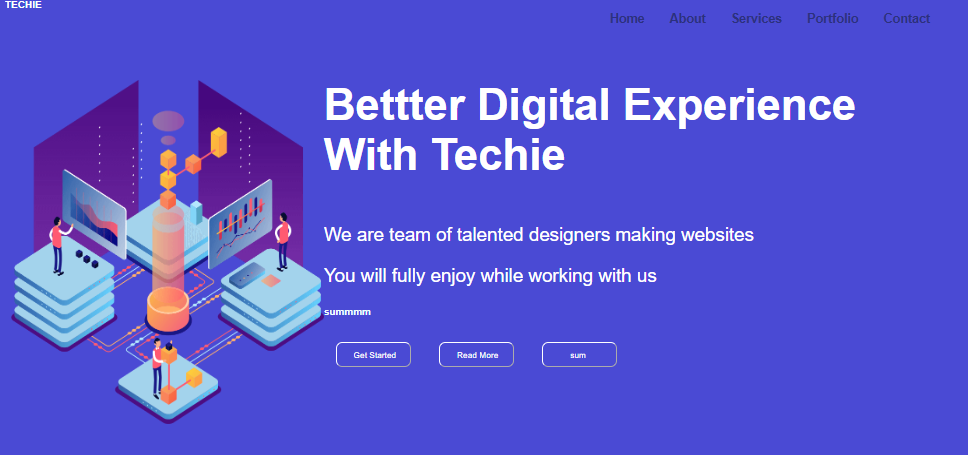 TECHIE
Home About Services Portfolio Contact
Bettter Digital Experience
With Techie
We are team of talented designers making websites
You will fully enjoy while working with us
summmm
Get Started Read More sum